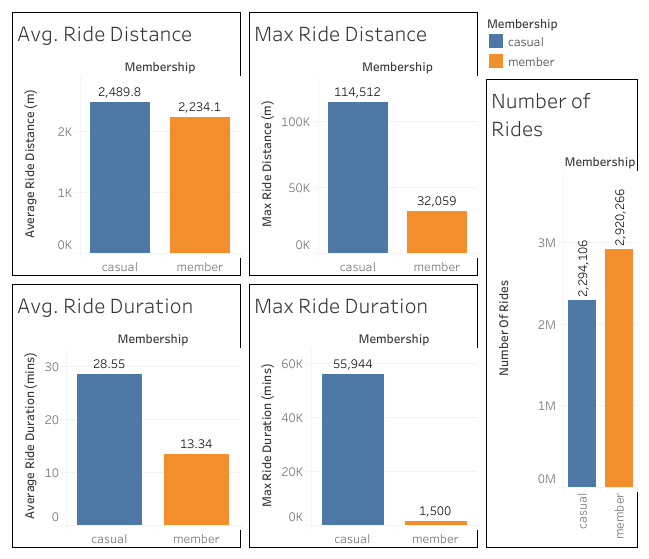 Avg. Ride Distance
Membership
2,489.8
2,234.1
Average Ride Distance (m)
2K
1K
0K
casual
member
Max Ride Distance
Membership
114,512
32,059
Max Ride Distance (m)
100K
50K
0K
casual
member
Membership
casual
member
Number of
Rides
Membership
2,294,106
2,920,266
Number Of Rides
3M
2M
1M
0M
casual
member
Avg. Ride Duration
Membership
28.55
13.34
Average Ride Duration (mins)
30
20
10
0
casual
member
Max Ride Duration
Membership
55,944
1,500
Max Ride Duration (mins)
60K
40K
20K
0K
casual
member